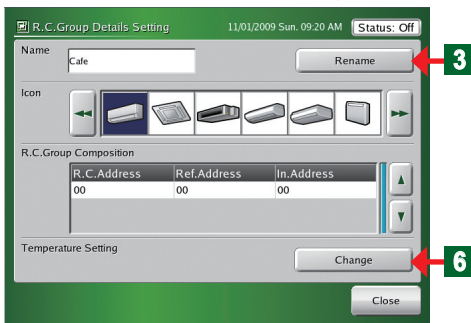 R.C.Group Details Setting 11/01/2009 Sun. 09:20 AM Status: Off
Name Cafe Rename 3
Icon
R.C.Group Composition
R.C.Address Ref.Address In.Address
00 00 00
Temperature Setting Change 6
Close